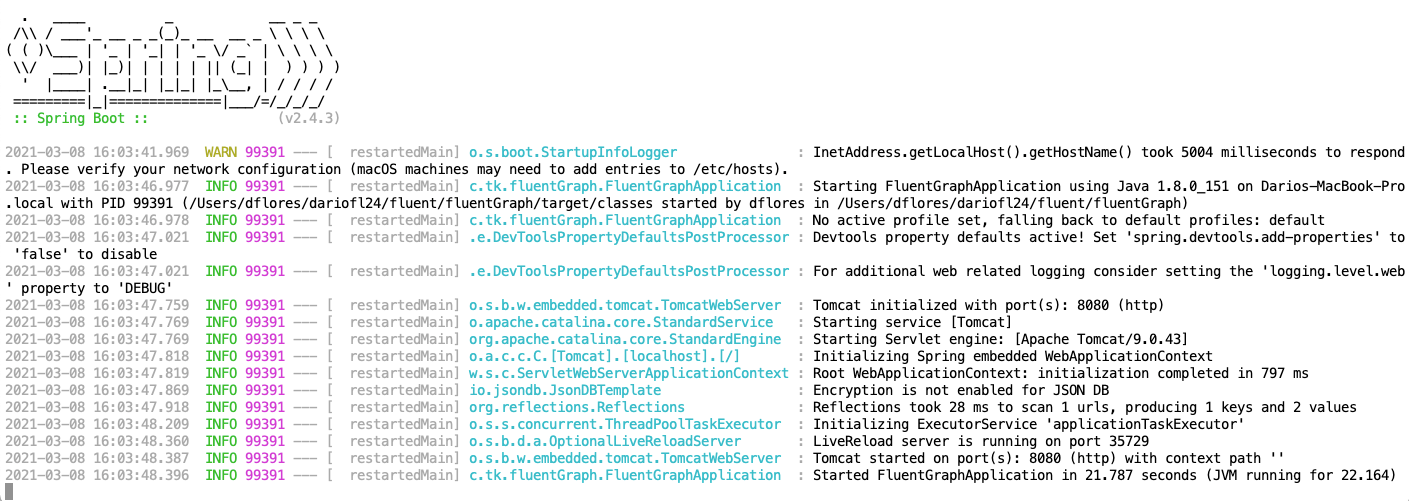 .   ____          _            __ _ _
 /\\ / ___'_ __ _ _(_)_ __  __ _ \ \ \ \
( ( )\___ | '_ | '_| | '_ \/ _` | \ \ \ \
 \\/  ___)| |_)| | | | | || (_| |  ) ) ) )
  '  |____| .__|_| |_|_| |_\__, | / / / /
 =========|_|==============|___/=/_/_/_/
 :: Spring Boot ::                (v2.4.3)

2021-03-08 16:03:41.969  WARN 99391 --- [  restartedMain] o.s.boot.StartupInfoLogger               : InetAddress.getLocalHost().getHostName() took 5004 milliseconds to respond
. Please verify your network configuration (macOS machines may need to add entries to /etc/hosts).
2021-03-08 16:03:46.977  INFO 99391 --- [  restartedMain] c.tk.fluentGraph.FluentGraphApplication  : Starting FluentGraphApplication using Java 1.8.0_151 on Darios-MacBook-Pro
.local with PID 99391 (/Users/dflores/dariofl24/fluent/fluentGraph/target/classes started by dflores in /Users/dflores/dariofl24/fluent/fluentGraph)
2021-03-08 16:03:46.978  INFO 99391 --- [  restartedMain] c.tk.fluentGraph.FluentGraphApplication  : No active profile set, falling back to default profiles: default
2021-03-08 16:03:47.021  INFO 99391 --- [  restartedMain] .e.DevToolsPropertyDefaultsPostProcessor : Devtools property defaults active! Set 'spring.devtools.add-properties' to
 'false' to disable
2021-03-08 16:03:47.021  INFO 99391 --- [  restartedMain] .e.DevToolsPropertyDefaultsPostProcessor : For additional web related logging consider setting the 'logging.level.web
' property to 'DEBUG'
2021-03-08 16:03:47.759  INFO 99391 --- [  restartedMain] o.s.b.w.embedded.tomcat.TomcatWebServer  : Tomcat initialized with port(s): 8080 (http)
2021-03-08 16:03:47.769  INFO 99391 --- [  restartedMain] o.apache.catalina.core.StandardService   : Starting service [Tomcat]
2021-03-08 16:03:47.769  INFO 99391 --- [  restartedMain] org.apache.catalina.core.StandardEngine  : Starting Servlet engine: [Apache Tomcat/9.0.43]
2021-03-08 16:03:47.818  INFO 99391 --- [  restartedMain] o.a.c.c.C.[Tomcat].[localhost].[/]       : Initializing Spring embedded WebApplicationContext
2021-03-08 16:03:47.819  INFO 99391 --- [  restartedMain] w.s.c.ServletWebServerApplicationContext : Root WebApplicationContext: initialization completed in 797 ms
2021-03-08 16:03:47.869  INFO 99391 --- [  restartedMain] io.jsondb.JsonDBTemplate                 : Encryption is not enabled for JSON DB
2021-03-08 16:03:47.918  INFO 99391 --- [  restartedMain] org.reflections.Reflections              : Reflections took 28 ms to scan 1 urls, producing 1 keys and 2 values
2021-03-08 16:03:48.209  INFO 99391 --- [  restartedMain] o.s.s.concurrent.ThreadPoolTaskExecutor  : Initializing ExecutorService 'applicationTaskExecutor'
2021-03-08 16:03:48.360  INFO 99391 --- [  restartedMain] o.s.b.d.a.OptionalLiveReloadServer       : LiveReload server is running on port 35729
2021-03-08 16:03:48.387  INFO 99391 --- [  restartedMain] o.s.b.w.embedded.tomcat.TomcatWebServer  : Tomcat started on port(s): 8080 (http) with context path ''
2021-03-08 16:03:48.396  INFO 99391 --- [  restartedMain] c.tk.fluentGraph.FluentGraphApplication  : Started FluentGraphApplication in 21.787 seconds (JVM running for 22.164)